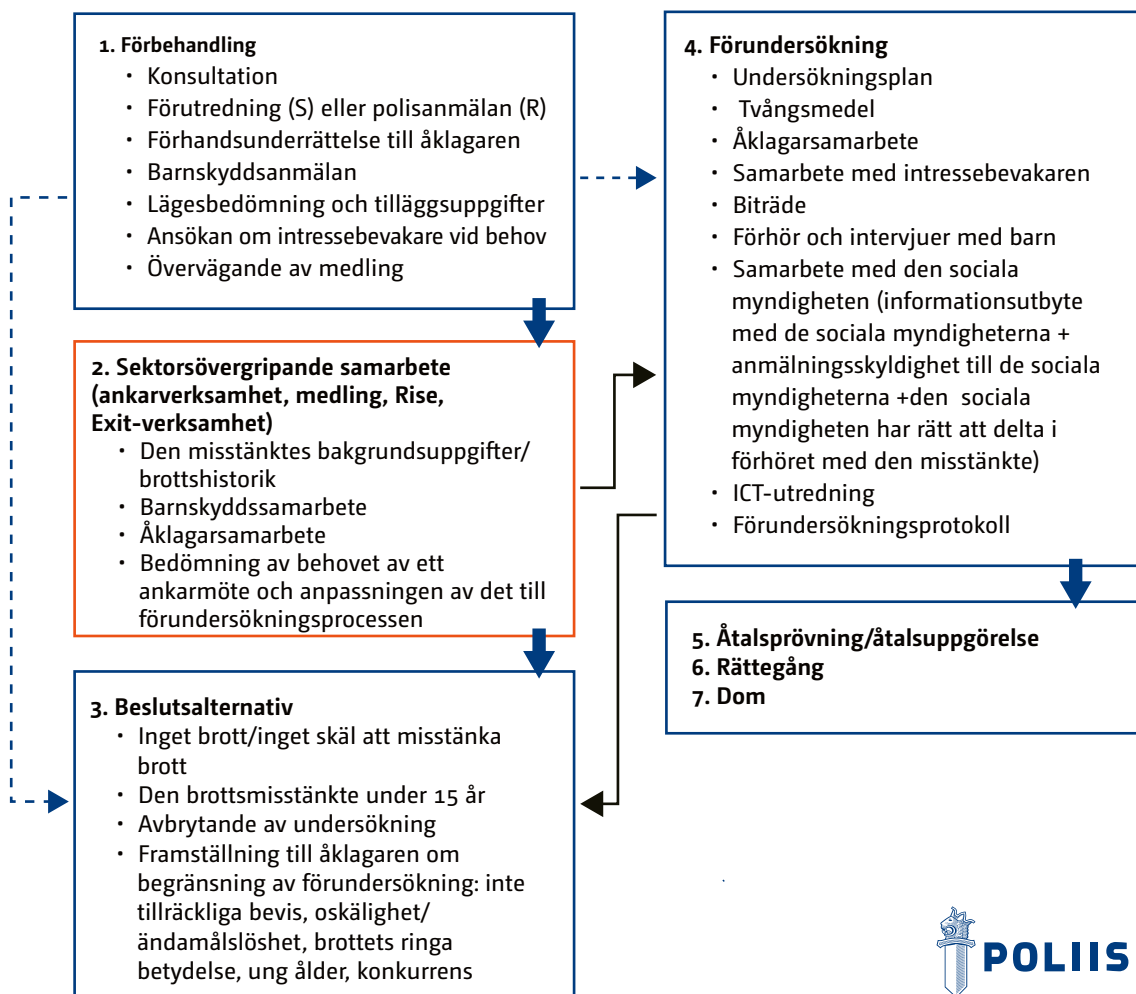 1. Förbehandling
• Konsultation
• Förutredning (S) eller polisanmälan (R)
• Förhandsunderrättelse till åklagaren
• Barnskyddsanmälan
• Lägesbedömning och tilläggsuppgifter
• Ansökan om intressebevakare vid behov
• Övervägande av medling
2. Sektorsövergripande samarbete
(ankarverksamhet, medling, Rise,
Exit-verksamhet)
• Den misstänktes bakgrundsuppgifter/
brottshistorik
• Barnskyddssamarbete
• Åklagarsamarbete
• Bedömning av behovet av ett
ankarmöte och anpassningen av det till
förundersökningsprocessen
3. Beslutsalternativ
• Inget brott/inget skäl att misstänka
brott
• Den brottsmisstänkte under 15 år
• Avbrytande av undersökning
• Framställning till åklagaren om
begränsning av förundersökning: inte
tillräckliga bevis, oskälighet/
ändamålslöshet, brottets ringa
betydelse, ung ålder, konkurrens
4. Förundersökning
• Undersökningsplan
• Tvångsmedel
• Åklagarsamarbete
• Samarbete med intressebevakaren
• Biträde
• Förhör och intervjuer med barn
• Samarbete med den sociala
myndigheten (informationsutbyte
med de sociala myndigheterna +
anmälningsskyldighet till de sociala
myndigheterna +den sociala
myndigheten har rätt att delta i
förhöret med den misstänkte)
• ICT-utredning
• Förundersökningsprotokoll
5. Åtalsprövning/åtalsuppgörelse
6. Rättegång
7. Dom
POLIIS